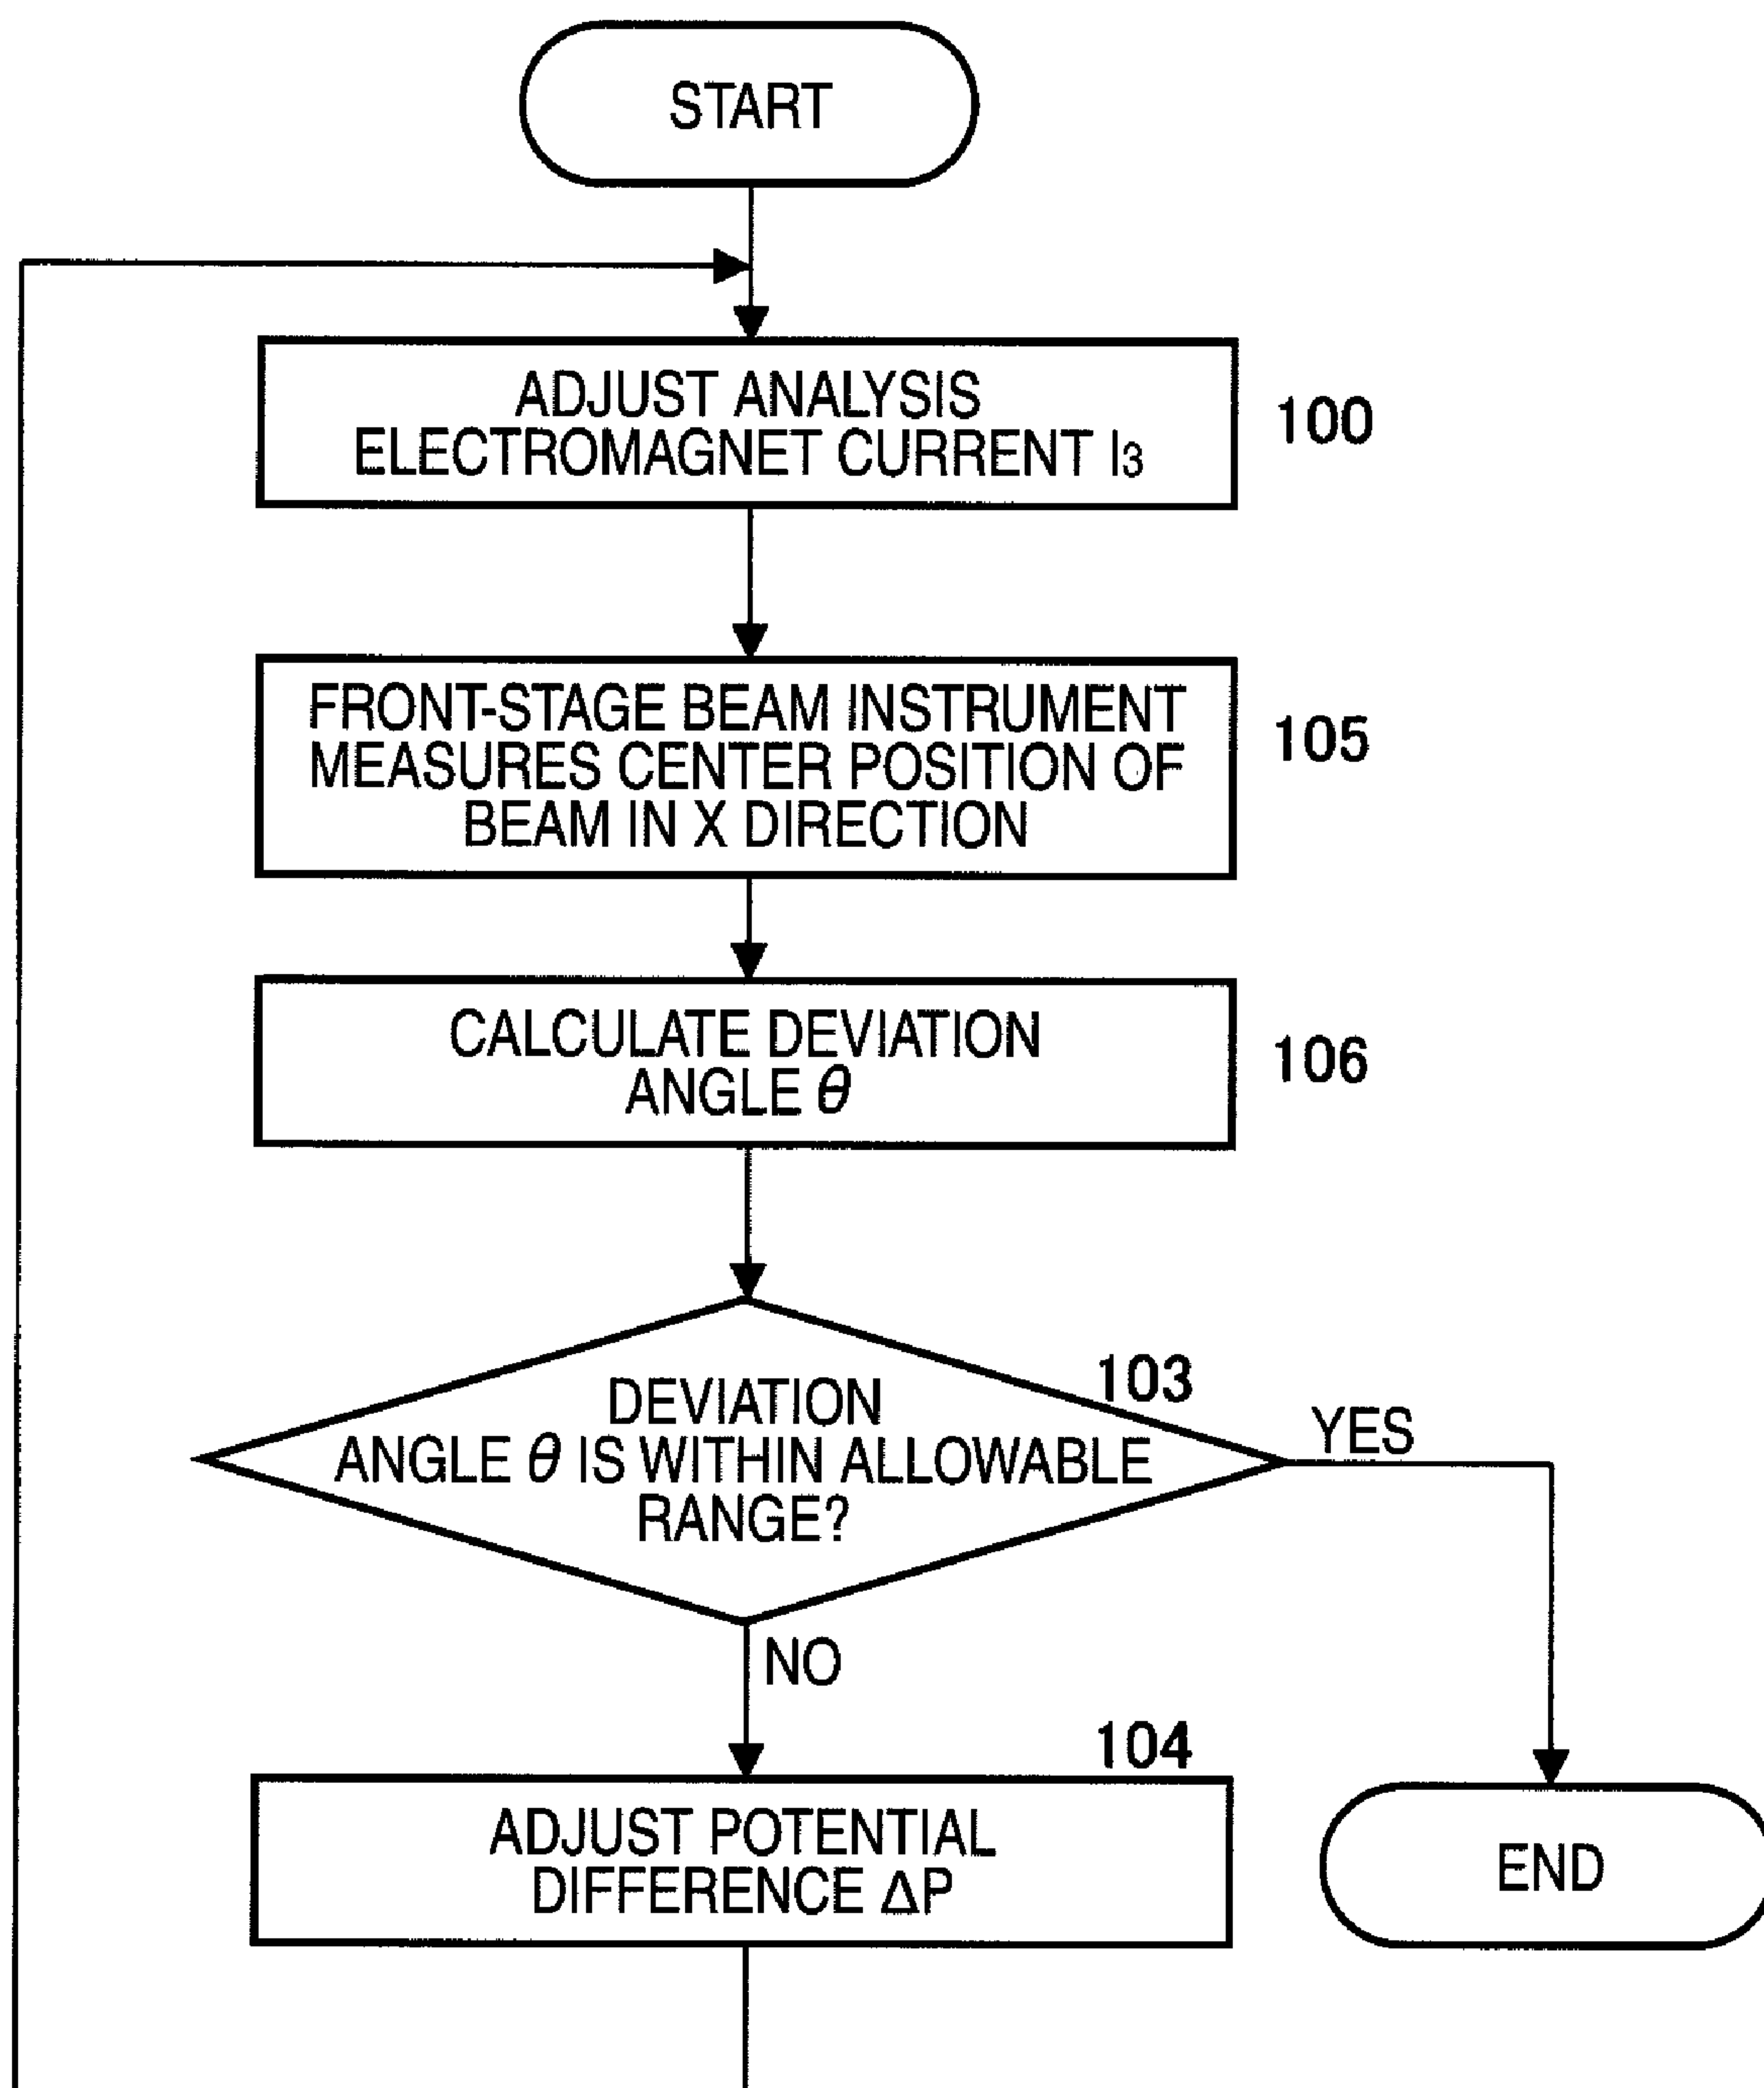 START
ADJUST ANALYSIS
ELECTROMAGNET CURRENT I3
100
FRONT-STAGE BEAM INSTRUMENT
MEASURES CENTER POSITION OF
BEAM IN X DIRECTION
105
CALCULATE DEVIATION
ANGLE θ
106
103
DEVIATION
ANGLE θ IS WITHIN ALLOWABLE
RANGE?
YES
NO
104
ADJUST POTENTIAL
DIFFERENCE ΔP
END